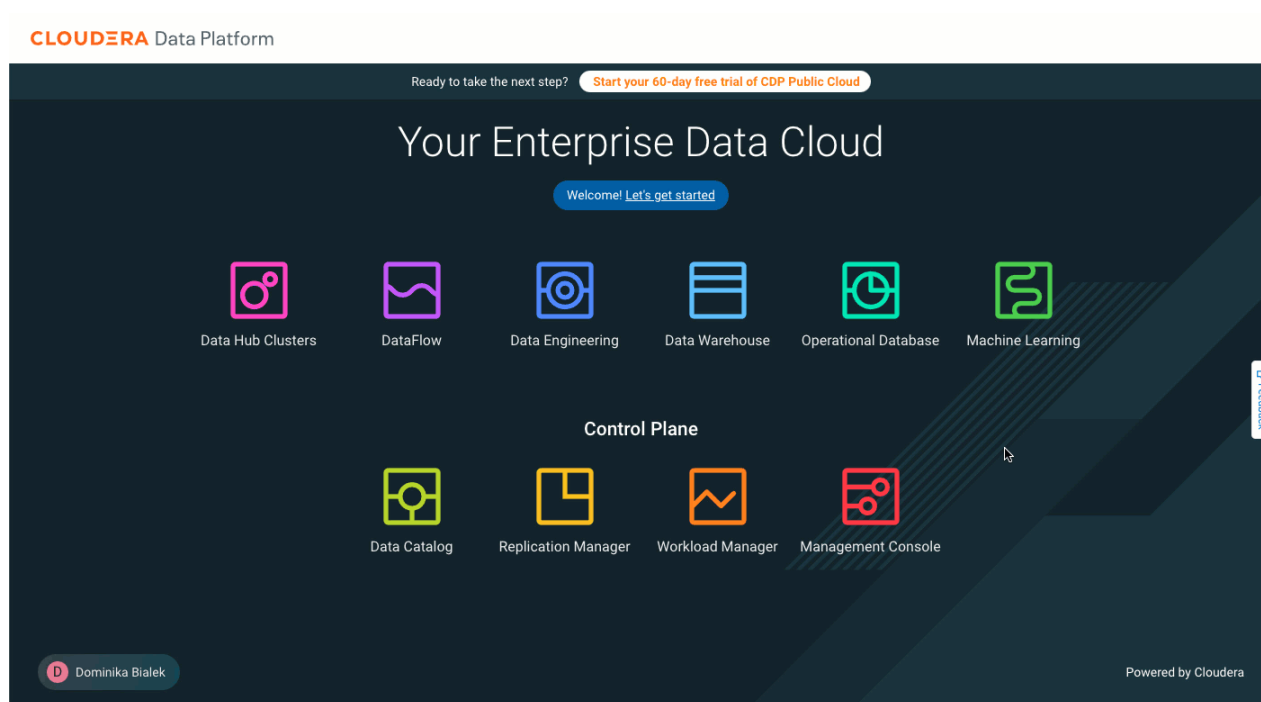 CLOUDERA Data Platform
Ready to take the next step? Start your 60-day free trial of CDP Public Cloud
Your Enterprise Data Cloud
Welcome! Let's get started
Data Hub Clusters DataFlow Data Engineering Data Warehouse Operational Database Machine Learning
Control Plane
Data Catalog Replication Manager Workload Manager Management Console
D Dominika Bialek
Powered by Cloudera